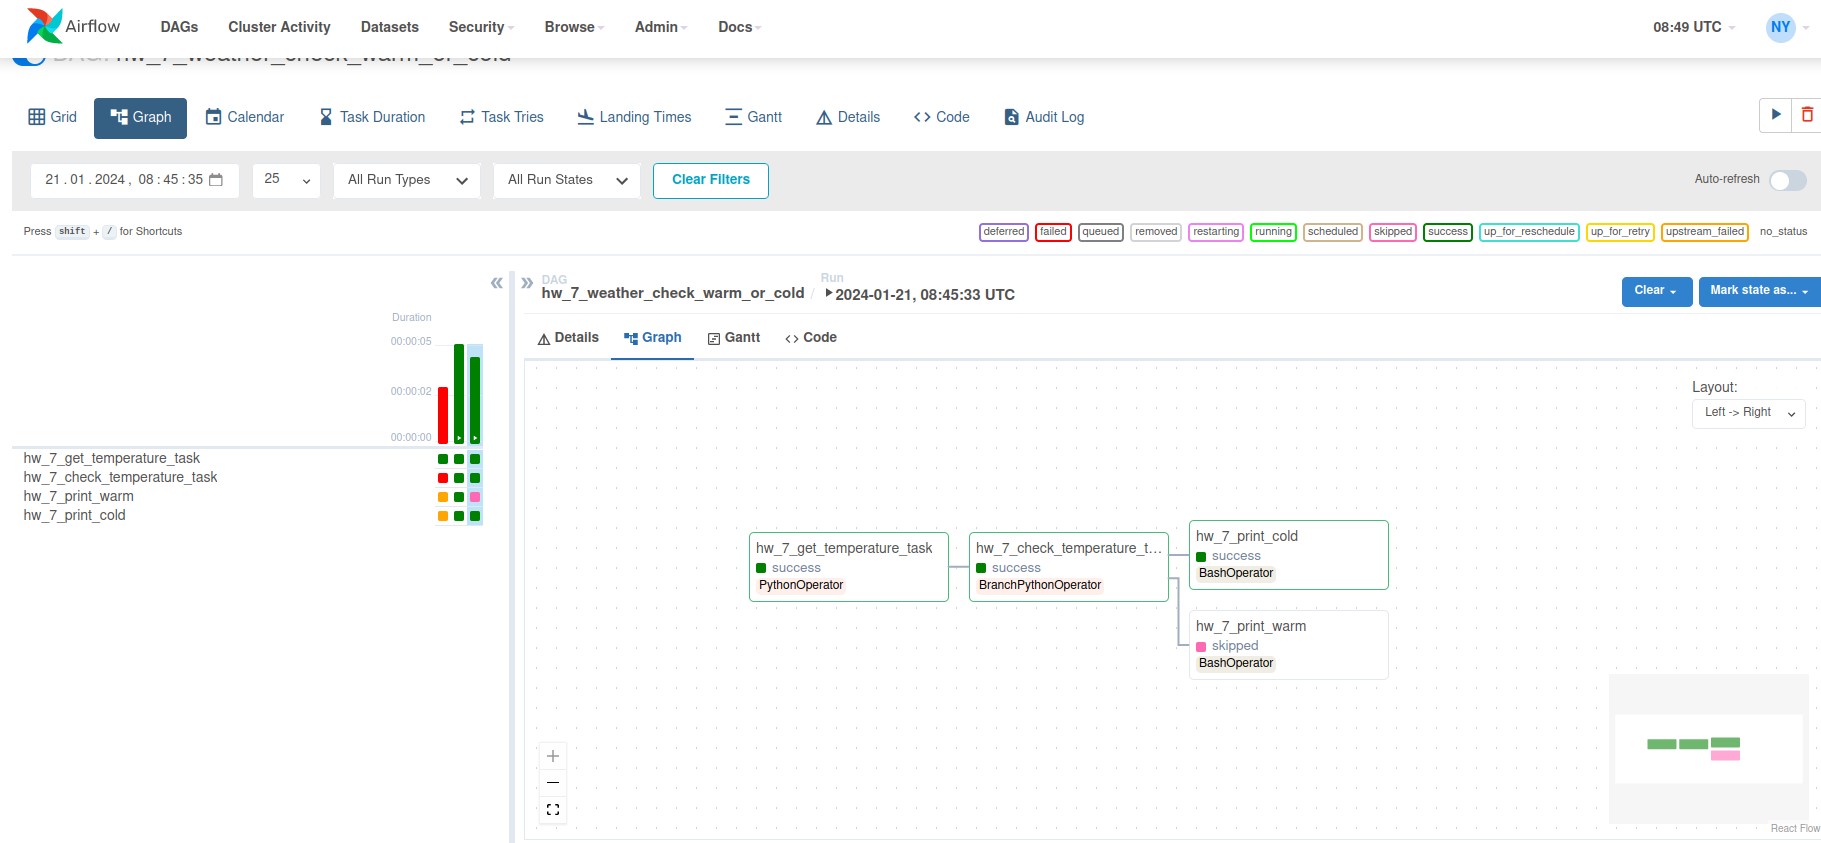 Airflow DAGs Cluster Activity Datasets Security Browse Admin Docs 08:49 UTC NY
DAG: hw_7_weather_check_warm_or_cold
Grid Graph Calendar Task Duration Task Tries Landing Times Gantt Details Code Audit Log
21.01.2024, 08:45:35 25 All Run Types All Run States Clear Filters Auto-refresh
Press shift + / for Shortcuts deferred failed queued removed restarting running scheduled skipped success up_for_reschedule up_for_retry upstream_failed no_status
DAG Run
hw_7_weather_check_warm_or_cold / 2024-01-21, 08:45:33 UTC Clear Mark state as...
Details Graph Gantt Code
Duration
00:00:05
00:00:02
00:00:00
hw_7_get_temperature_task
hw_7_check_temperature_task
hw_7_print_warm
hw_7_print_cold
Layout:
Left -> Right
hw_7_get_temperature_task
success
PythonOperator
hw_7_check_temperature_t...
success
BranchPythonOperator
hw_7_print_cold
success
BashOperator
hw_7_print_warm
skipped
BashOperator
React Flow